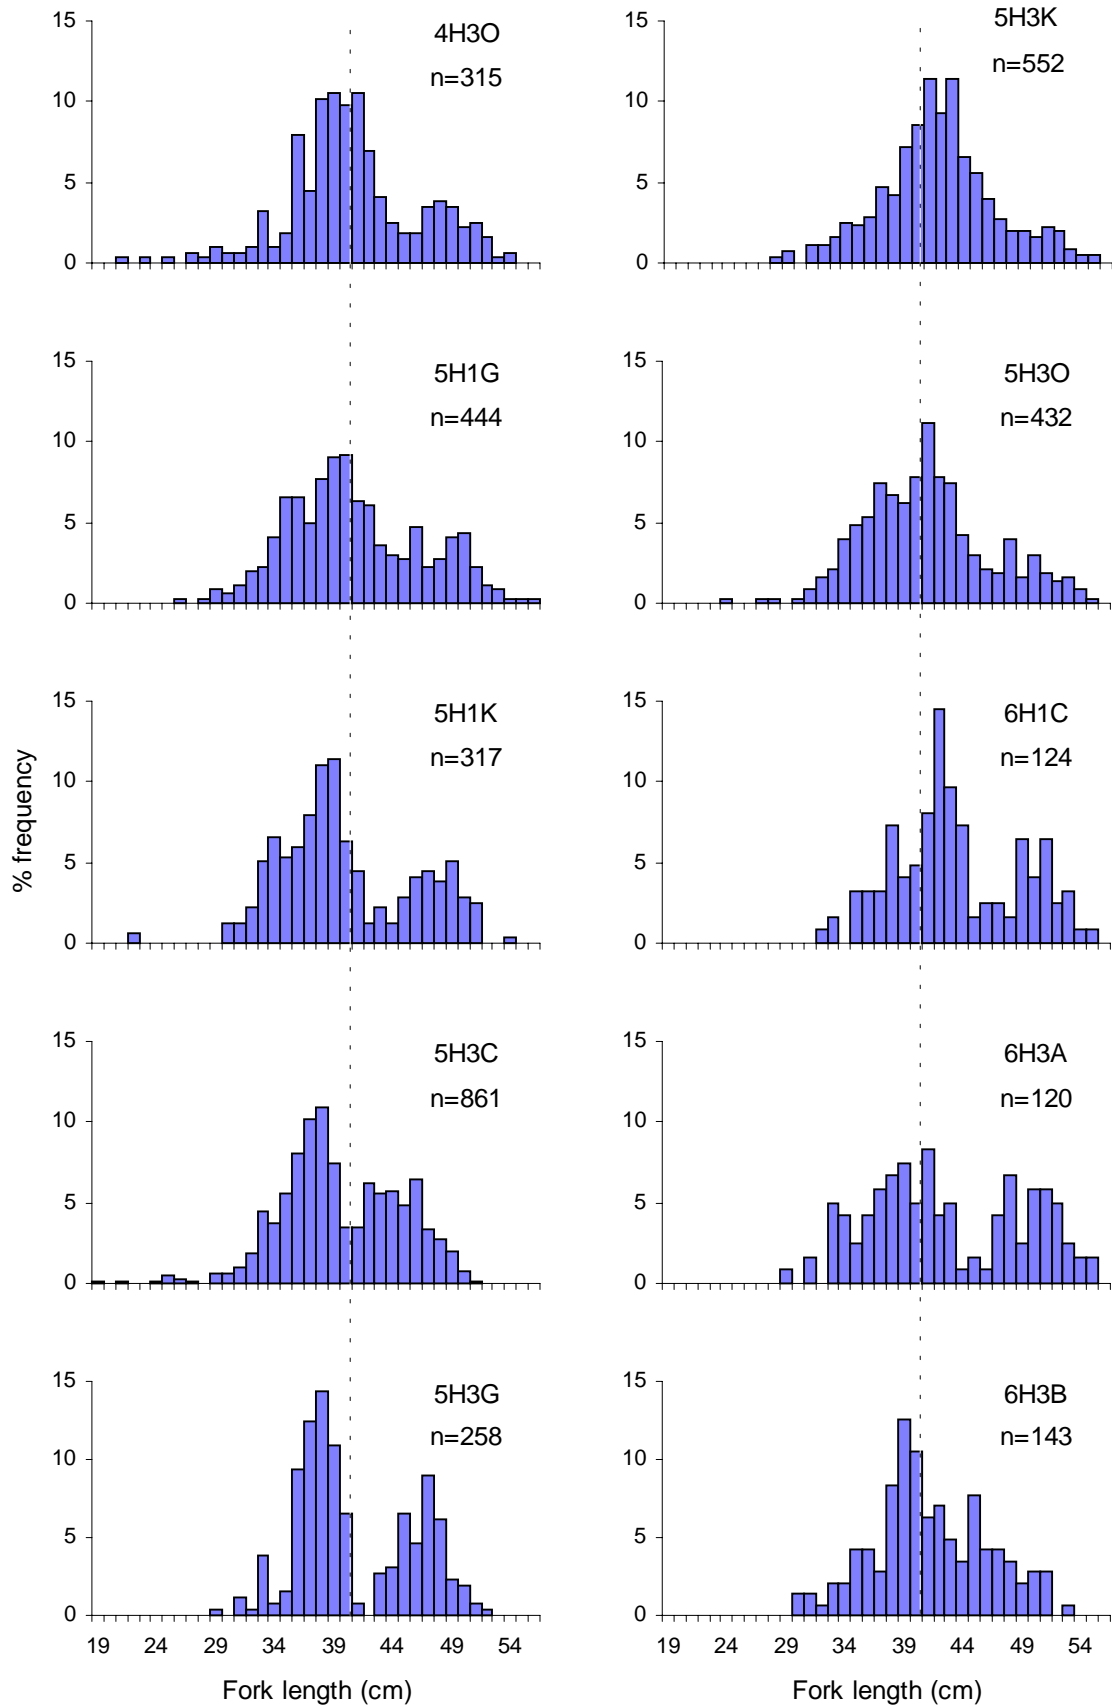 15
10
5
0
4H3O
n=315
15
10
5
0
5H3K
n=552
15
10
5
0
5H1G
n=444
15
10
5
0
5H3O
n=432
% frequency
15
10
5
0
5H1K
n=317
15
10
5
0
6H1C
n=124
15
10
5
0
5H3C
n=861
15
10
5
0
6H3A
n=120
15
10
5
0
5H3G
n=258
19 24 29 34 39 44 49 54
Fork length (cm)
15
10
5
0
6H3B
n=143
19 24 29 34 39 44 49 54
Fork length (cm)